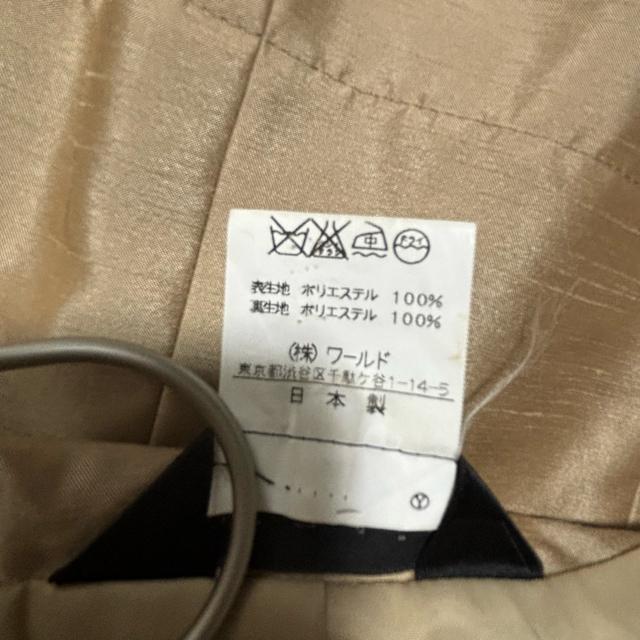 中
表生地 ポリエステル 100%
裏生地 ポリエステル 100%
(株) ワールド
東京都渋谷区千駄ケ谷1-14-5
日本製
Y